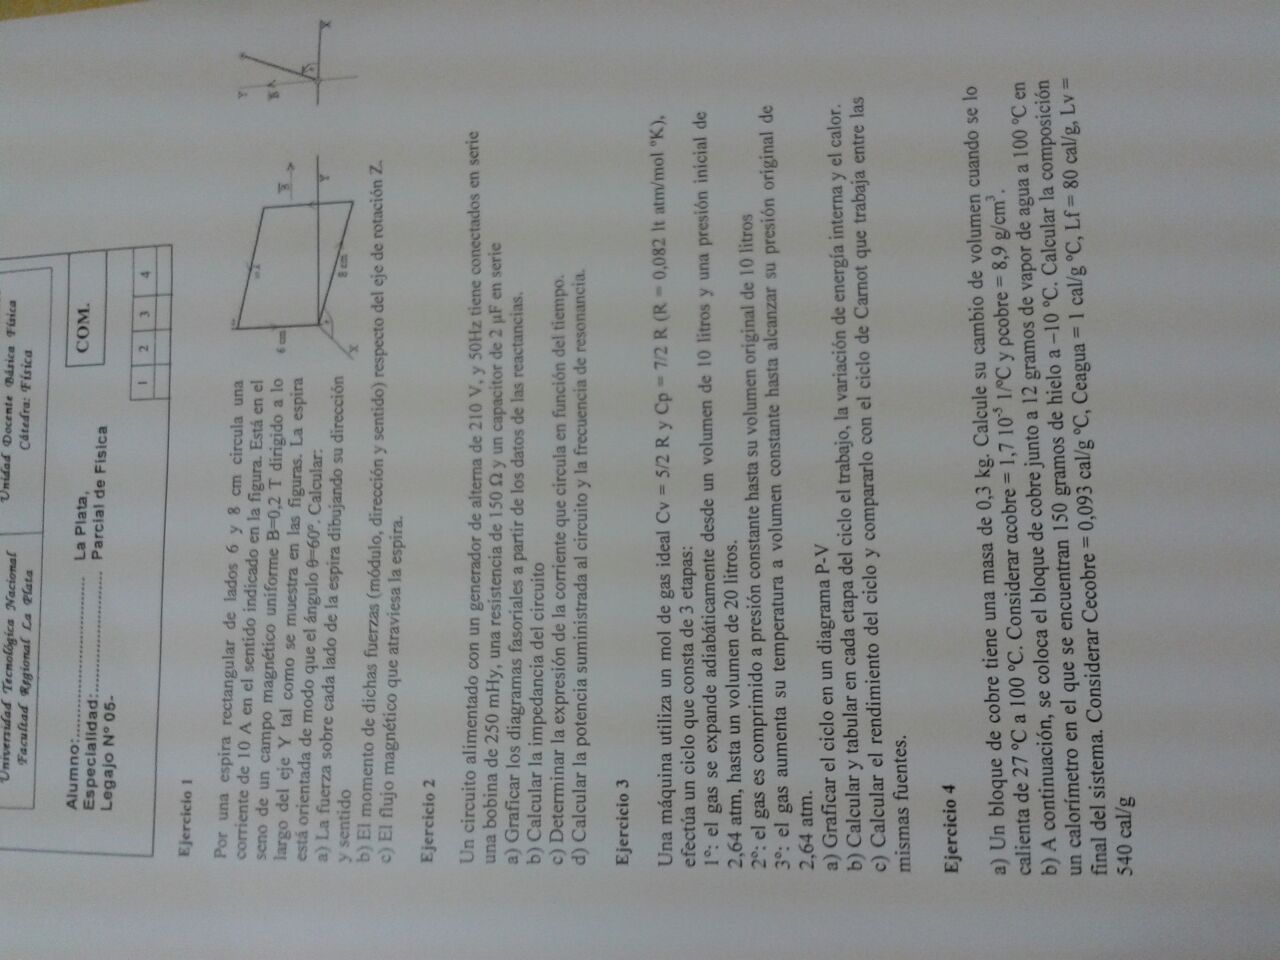 Universidad Tecnológica Nacional
Facultad Regional La Plata
Unidad Docente Básica Física
Cátedra: Física
Alumno:................................
Especialidad:........................
Legajo Nº 05-
La Plata,
Parcial de Física
COM.
1 2 3 4
Ejercicio 1
Por una espira rectangular de lados 6 y 8 cm circula una
corriente de 10 A en el sentido indicado en la figura. Está en el
seno de un campo magnético uniforme B=0,2 T dirigido a lo
largo del eje Y tal como se muestra en las figuras. La espira
está orientada de modo que el ángulo θ=60º. Calcular:
a) La fuerza sobre cada lado de la espira dibujando su dirección
y sentido
b) El momento de dichas fuerzas (módulo, dirección y sentido) respecto del eje de rotación Z.
c) El flujo magnético que atraviesa la espira.
6 cm
B
Y
8 cm
X
Y
B
X
Ejercicio 2
Un circuito alimentado con un generador de alterna de 210 V, y 50Hz tiene conectados en serie
una bobina de 250 mHy, una resistencia de 150 Ω y un capacitor de 2 µF en serie
a) Graficar los diagramas fasoriales a partir de los datos de las reactancias.
b) Calcular la impedancia del circuito
c) Determinar la expresión de la corriente que circula en función del tiempo.
d) Calcular la potencia suministrada al circuito y la frecuencia de resonancia.
Ejercicio 3
Una máquina utiliza un mol de gas ideal Cv = 5/2 R y Cp = 7/2 R (R = 0,082 lt atm/mol ºK),
efectúa un ciclo que consta de 3 etapas:
1º: el gas se expande adiabáticamente desde un volumen de 10 litros y una presión inicial de
2,64 atm, hasta un volumen de 20 litros.
2º: el gas es comprimido a presión constante hasta su volumen original de 10 litros
3º: el gas aumenta su temperatura a volumen constante hasta alcanzar su presión original de
2,64 atm.
a) Graficar el ciclo en un diagrama P-V
b) Calcular y tabular en cada etapa del ciclo el trabajo, la variación de energía interna y el calor.
c) Calcular el rendimiento del ciclo y compararlo con el ciclo de Carnot que trabaja entre las
mismas fuentes.
Ejercicio 4
a) Un bloque de cobre tiene una masa de 0,3 kg. Calcule su cambio de volumen cuando se lo
calienta de 27 ºC a 100 ºC. Considerar αcobre = 1,7 10⁻⁵ 1/ºC y ρcobre = 8,9 g/cm³.
b) A continuación, se coloca el bloque de cobre junto a 12 gramos de vapor de agua a 100 ºC en
un calorímetro en el que se encuentran 150 gramos de hielo a –10 ºC. Calcular la composición
final del sistema. Considerar Cecobre = 0,093 cal/g ºC, Ceagua = 1 cal/g ºC, Lf = 80 cal/g, Lv =
540 cal/g